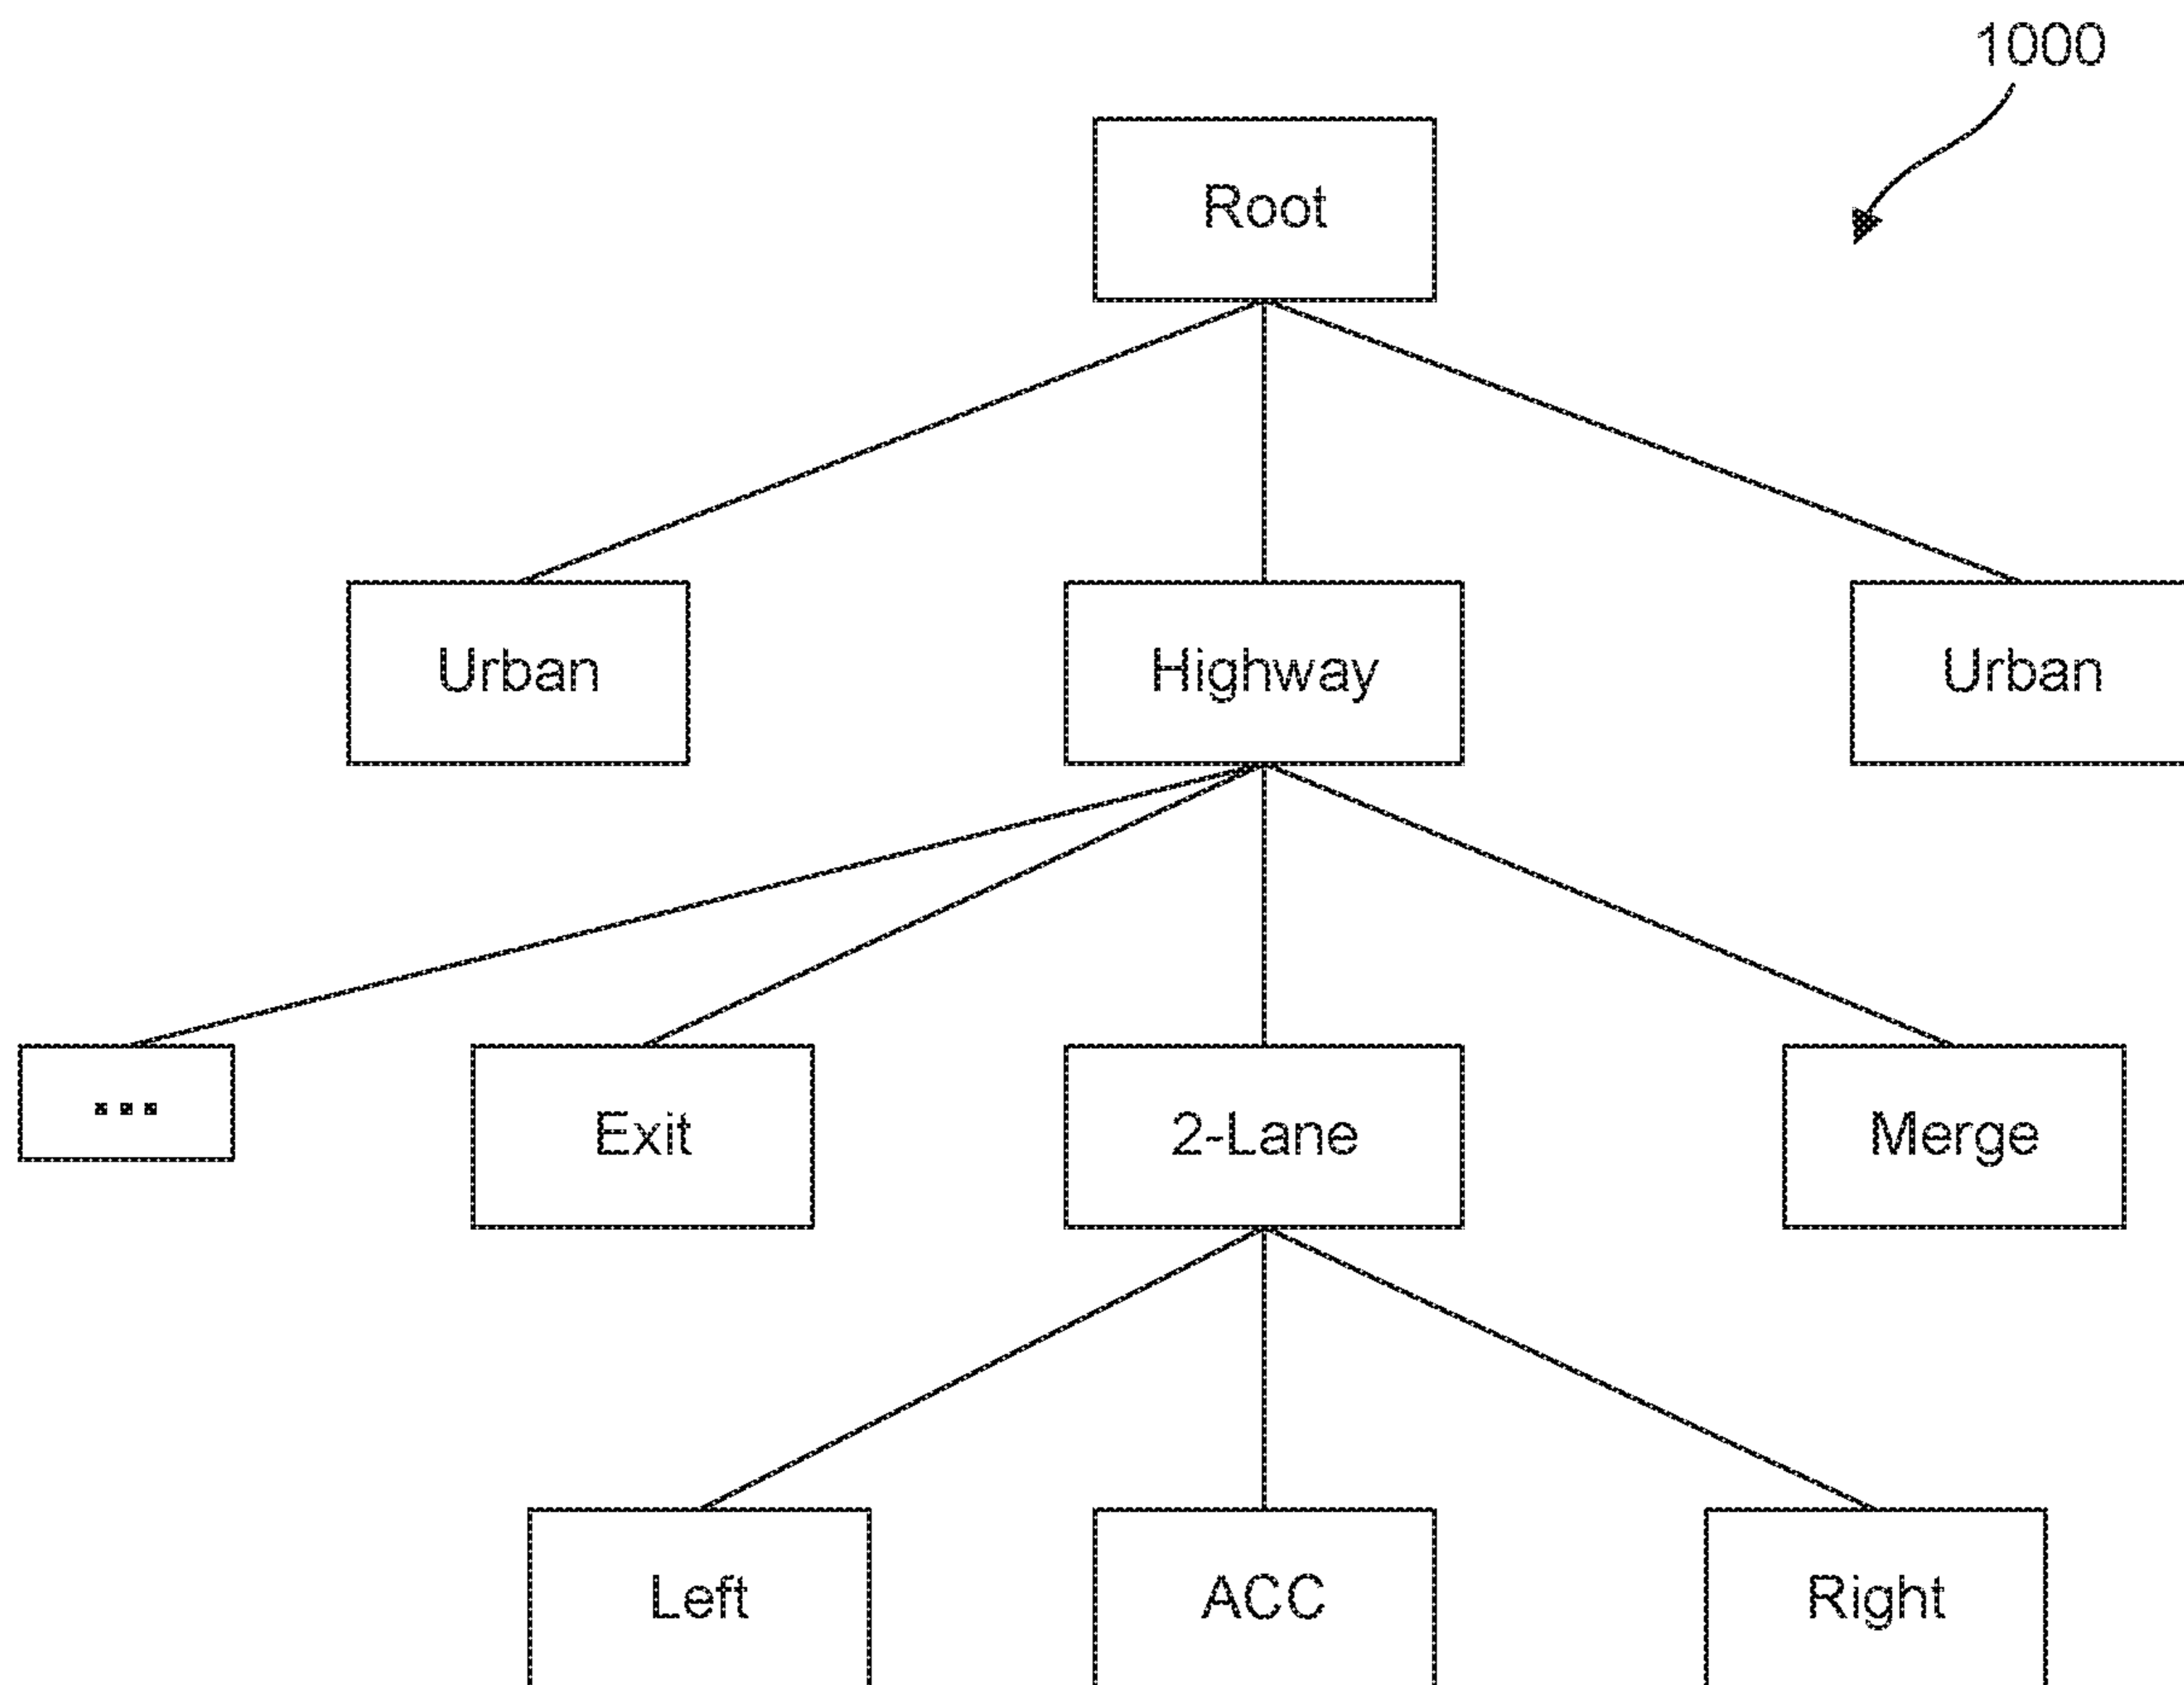 1000
Root
Urban
Highway
Urban
...
Exit
2-Lane
Merge
Left
ACC
Right